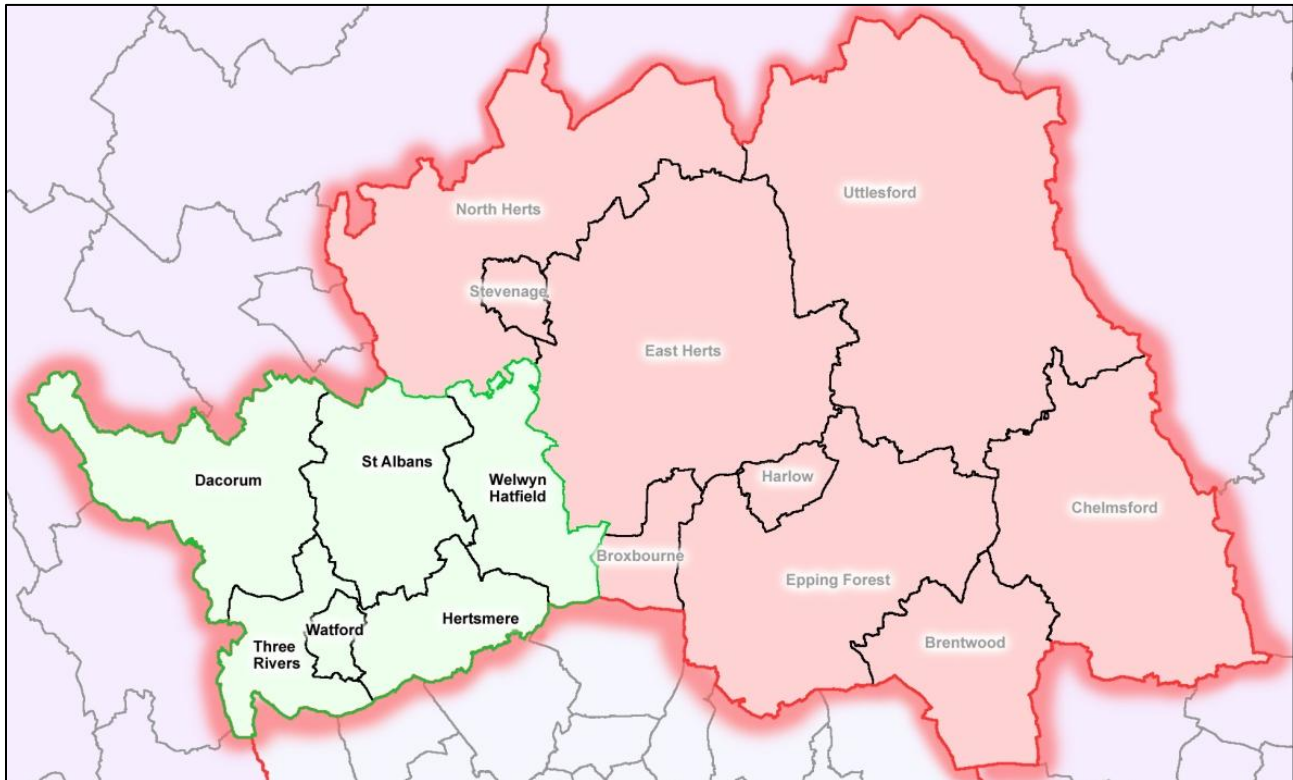 Uttlesford
North Herts
Stevenage
East Herts
St Albans
Dacorum
Welwyn
Hatfield
Harlow
Chelmsford
Broxbourne
Epping Forest
Hertsmere
Watford
Three
Rivers
Brentwood